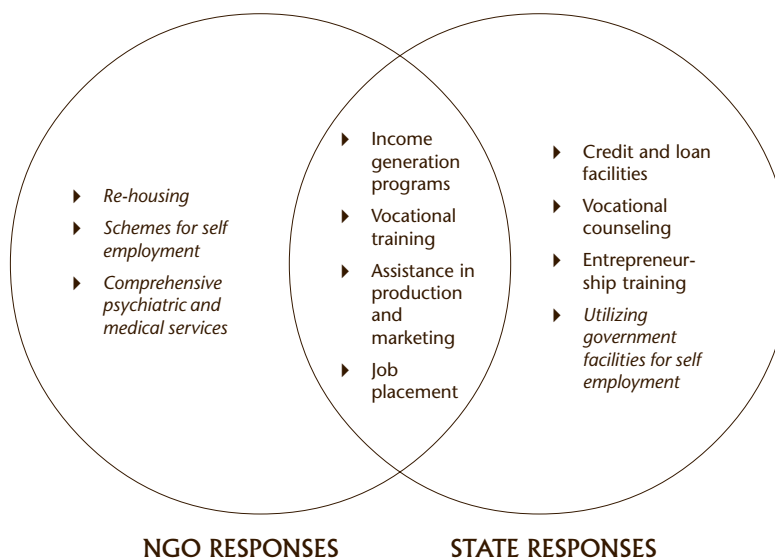 Re-housing
Schemes for self
employment
Comprehensive
psychiatric and
medical services
Income
generation
programs
Vocational
training
Assistance in
production
and
marketing
Job
placement
Credit and loan
facilities
Vocational
counseling
Entrepreneur-
ship training
Utilizing
government
facilities for self
employment
NGO RESPONSES
STATE RESPONSES